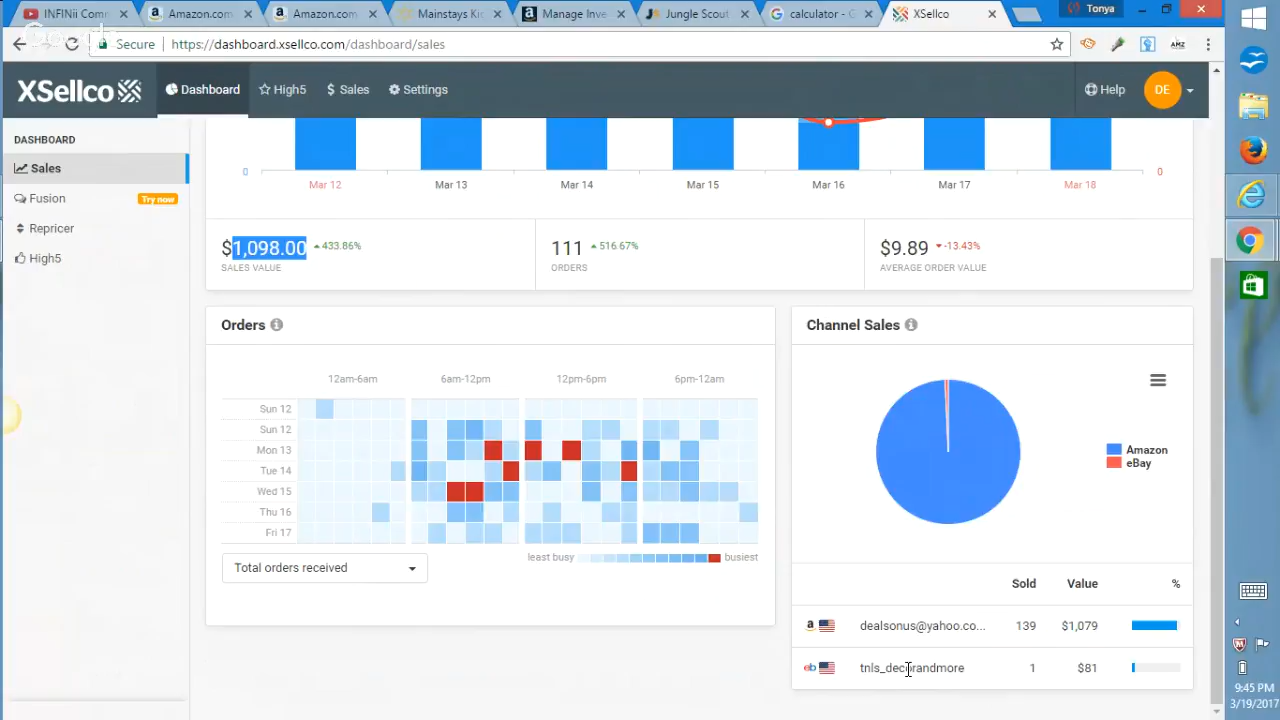 INFINii Comm
Amazon.com
Amazon.com
Mainstays Kic
Manage Inve
Jungle Scout
calculator - G
XSellco
Tonya
Secure https://dashboard.xsellco.com/dashboard/sales
AMZ
XSellco
Dashboard
High5
$ Sales
Settings
Help
DE
DASHBOARD
Sales
Fusion
Try now
Repricer
High5
0
Mar 12
Mar 13
Mar 14
Mar 15
Mar 16
Mar 17
Mar 18
0
$1,098.00 433.86%
SALES VALUE
111 516.67%
ORDERS
$9.89 -13.43%
AVERAGE ORDER VALUE
Orders
12am-6am 6am-12pm 12pm-6pm 6pm-12am
Sun 12
Sun 12
Mon 13
Tue 14
Wed 15
Thu 16
Fri 17
Total orders received
least busy busiest
Channel Sales
Amazon
eBay
Sold Value %
dealsonus@yahoo.co... 139 $1,079
tnls_decorandmore 1 $81
9:45 PM
3/19/2017